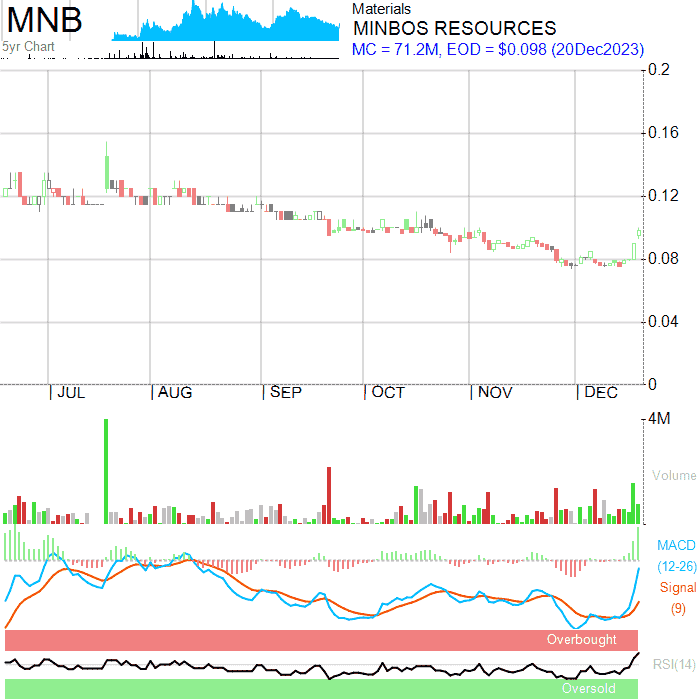 MNB
5yr Chart
Materials
MINBOS RESOURCES
MC = 71.2M, EOD = $0.098 (20Dec2023)
0.2
0.16
0.12
0.08
0.04
0
JUL
AUG
SEP
OCT
NOV
DEC
4M
Volume
MACD
(12-26)
Signal
(9)
Overbought
RSI(14)
Oversold